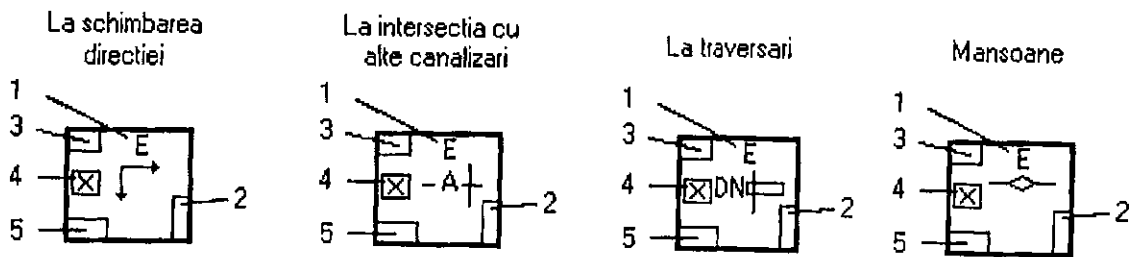 La schimbarea
directiei
1
3
E
4
2
5
La intersectia cu
alte canalizari
1
3
E
4
A
2
5
La traversari
1
3
E
4
DN
2
5
Mansoane
1
3
E
4
2
5